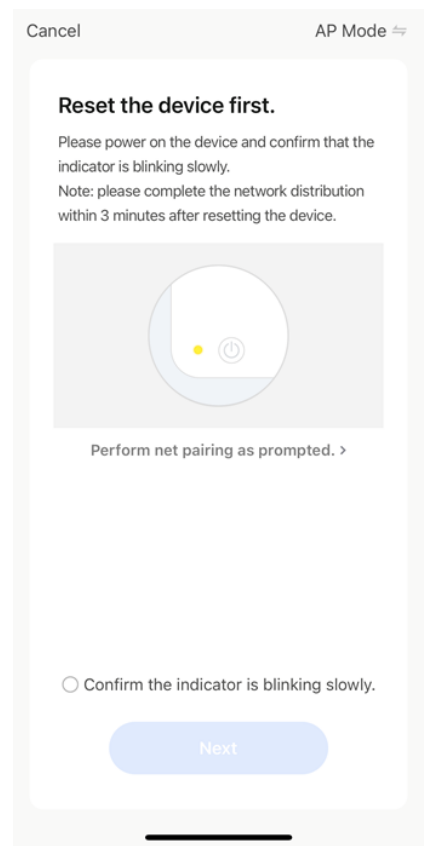 Cancel
AP Mode
Reset the device first.
Please power on the device and confirm that the
indicator is blinking slowly.
Note: please complete the network distribution
within 3 minutes after resetting the device.
Perform net pairing as prompted. >
Confirm the indicator is blinking slowly.
Next